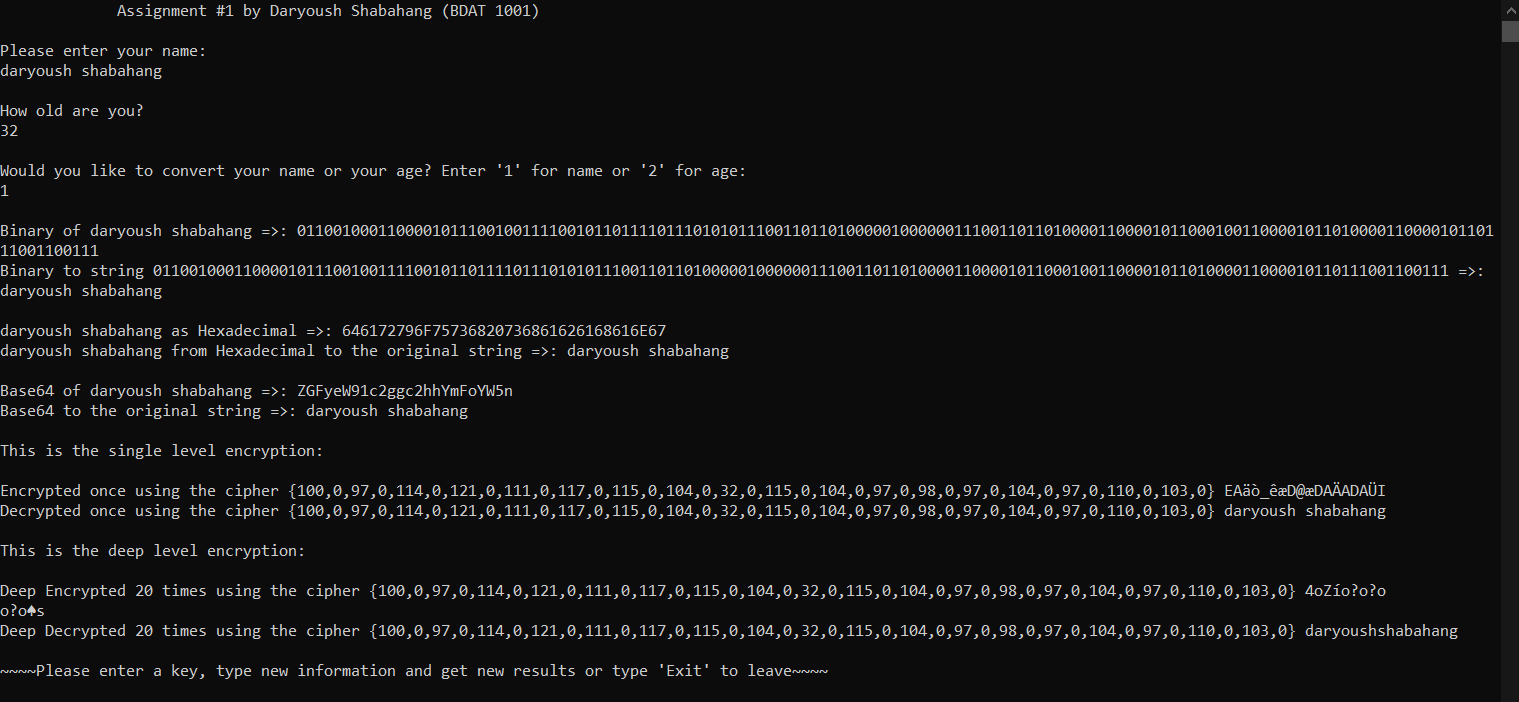 Assignment #1 by Daryoush Shabahang (BDAT 1001)
Please enter your name:
daryoush shabahang
How old are you?
32
Would you like to convert your name or your age? Enter '1' for name or '2' for age:
1
Binary of daryoush shabahang =>: 0110010001100001011100100111100101101111011101010111001101101000001000000111001101101000011000010110001001100001011010000110000101101
11001100111
Binary to string 011001000110000101110010011110010110111101110101011100110110100000100000011100110110100001100001011000100110000101101000011000010110111001100111 =>:
daryoush shabahang
daryoush shabahang as Hexadecimal =>: 646172796F75736820736861626168616E67
daryoush shabahang from Hexadecimal to the original string =>: daryoush shabahang
Base64 of daryoush shabahang =>: ZGFyeW91c2ggc2hhYmFoYW5n
Base64 to the original string =>: daryoush shabahang
This is the single level encryption:
Encrypted once using the cipher {100,0,97,0,114,0,121,0,111,0,117,0,115,0,104,0,32,0,115,0,104,0,97,0,98,0,97,0,104,0,97,0,110,0,103,0} EAäò_êæD@æDAÄADAÜI
Decrypted once using the cipher {100,0,97,0,114,0,121,0,111,0,117,0,115,0,104,0,32,0,115,0,104,0,97,0,98,0,97,0,104,0,97,0,110,0,103,0} daryoush shabahang
This is the deep level encryption:
Deep Encrypted 20 times using the cipher {100,0,97,0,114,0,121,0,111,0,117,0,115,0,104,0,32,0,115,0,104,0,97,0,98,0,97,0,104,0,97,0,110,0,103,0} 4oZío?o?o
o?o♠s
Deep Decrypted 20 times using the cipher {100,0,97,0,114,0,121,0,111,0,117,0,115,0,104,0,32,0,115,0,104,0,97,0,98,0,97,0,104,0,97,0,110,0,103,0} daryoushshabahang
~~~~Please enter a key, type new information and get new results or type 'Exit' to leave~~~~